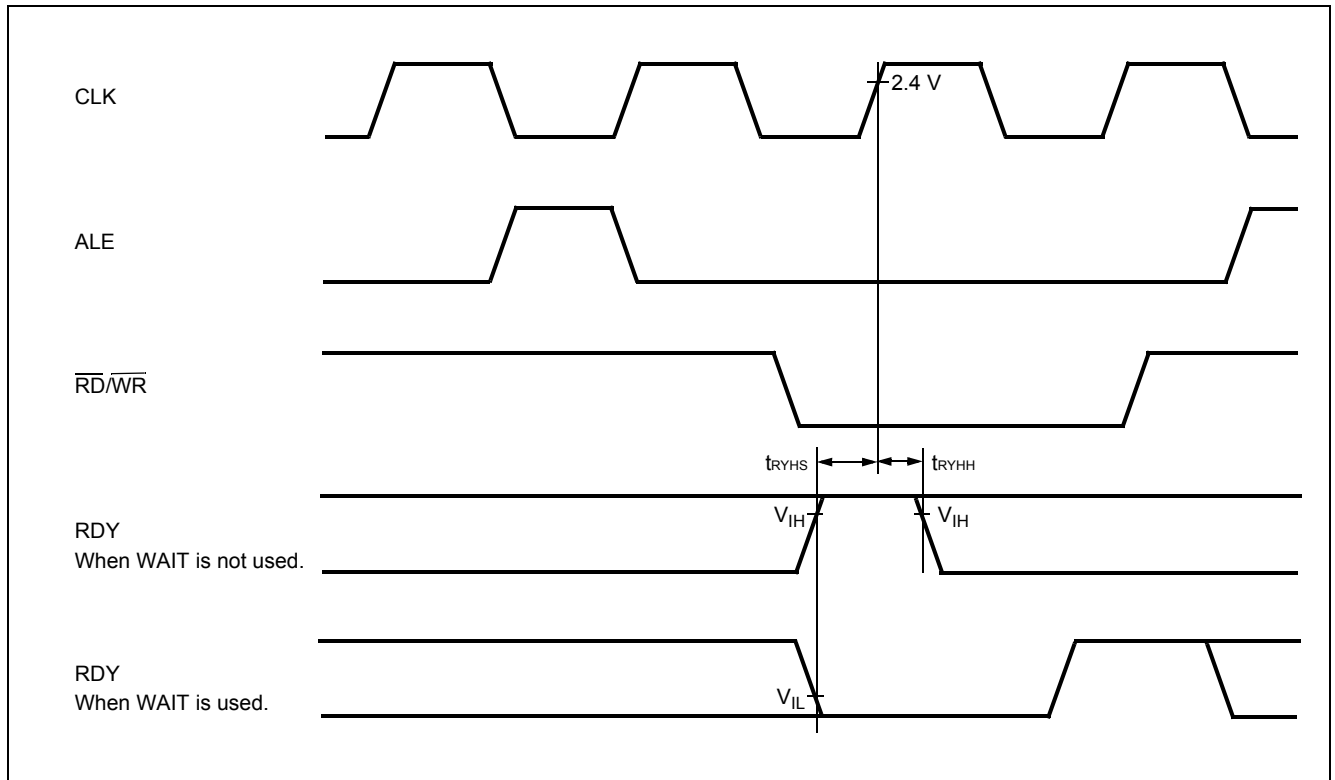 CLK
2.4 V
ALE
RD/WR
tRYHS
tRYHH
RDY
When WAIT is not used.
VIH
VIH
RDY
When WAIT is used.
VIL